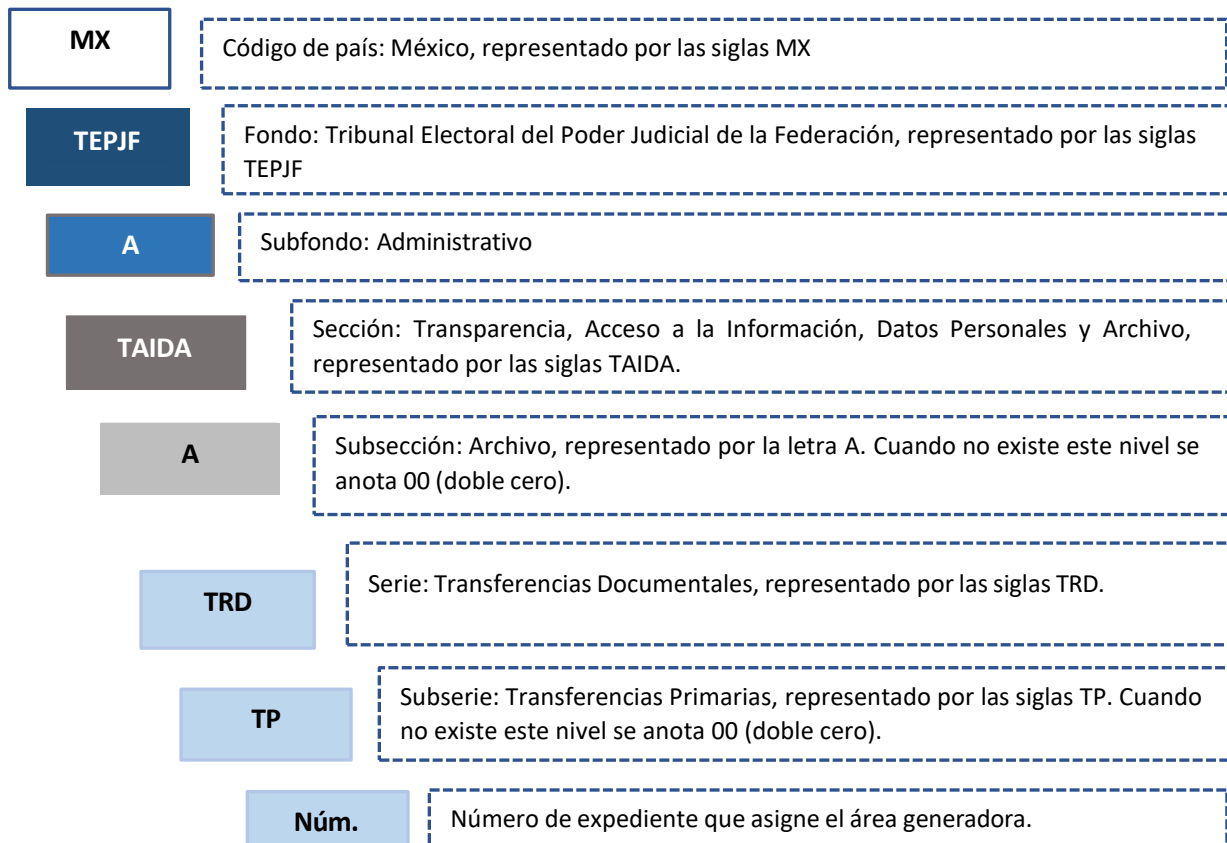 MX
Código de país: México, representado por las siglas MX
TEPJF
Fondo: Tribunal Electoral del Poder Judicial de la Federación, representado por las siglas
TEPJF
A
Subfondo: Administrativo
TAIDA
Sección: Transparencia, Acceso a la Información, Datos Personales y Archivo,
representado por las siglas TAIDA.
A
Subsección: Archivo, representado por la letra A. Cuando no existe este nivel se
anota 00 (doble cero).
TRD
Serie: Transferencias Documentales, representado por las siglas TRD.
TP
Subserie: Transferencias Primarias, representado por las siglas TP. Cuando
no existe este nivel se anota 00 (doble cero).
Núm.
Número de expediente que asigne el área generadora.